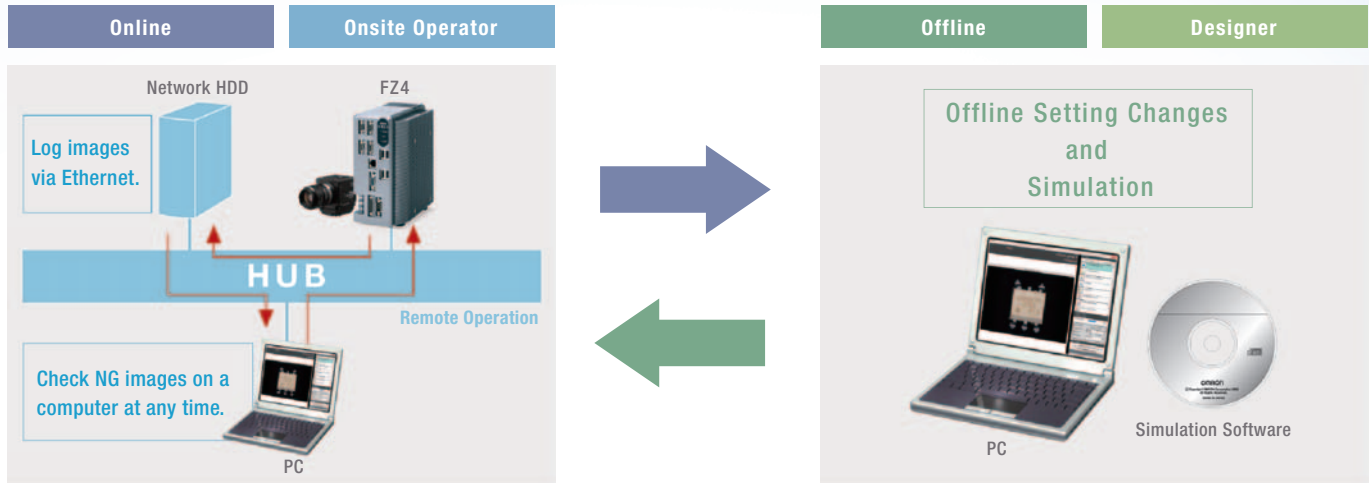 Online
Onsite Operator
Network HDD
FZ4
Log images
via Ethernet.
HUB
Remote Operation
Check NG images on a
computer at any time.
PC
Offline
Designer
Offline Setting Changes
and
Simulation
OMRON
PC
Simulation Software